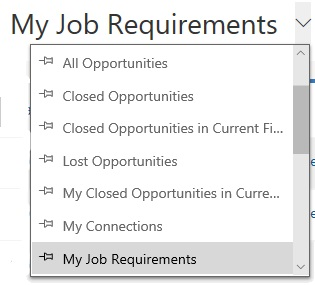 My Job Requirements
All Opportunities
Closed Opportunities
Closed Opportunities in Current Fi...
Lost Opportunities
My Closed Opportunities in Curre...
My Connections
My Job Requirements